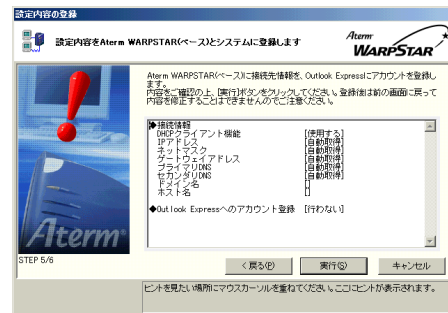 設定内容の登録
設定内容をAterm WARPSTAR(ベース)とシステムに登録します
Aterm
WARPSTAR
Aterm WARPSTAR(ベース)に接続先情報を、Outlook Expressにアカウントを登録します。
内容をご確認の上、[実行]ボタンをクリックしてください。登録後は前の画面に戻って
内容を修正することはできませんのでご注意ください。
◆接続情報
DHCPクライアント機能 [使用する]
IPアドレス [自動取得]
ネットマスク [自動取得]
ゲートウェイアドレス [自動取得]
プライマリDNS [自動取得]
セカンダリDNS [自動取得]
ドメイン名 []
ホスト名 []
◆Outlook Expressへのアカウント登録 [行わない]
Aterm
STEP 5/6
< 戻る(P) 実行(G) キャンセル
ヒントを見たい場所にマウスカーソルを重ねてください。ここにヒントが表示されます。